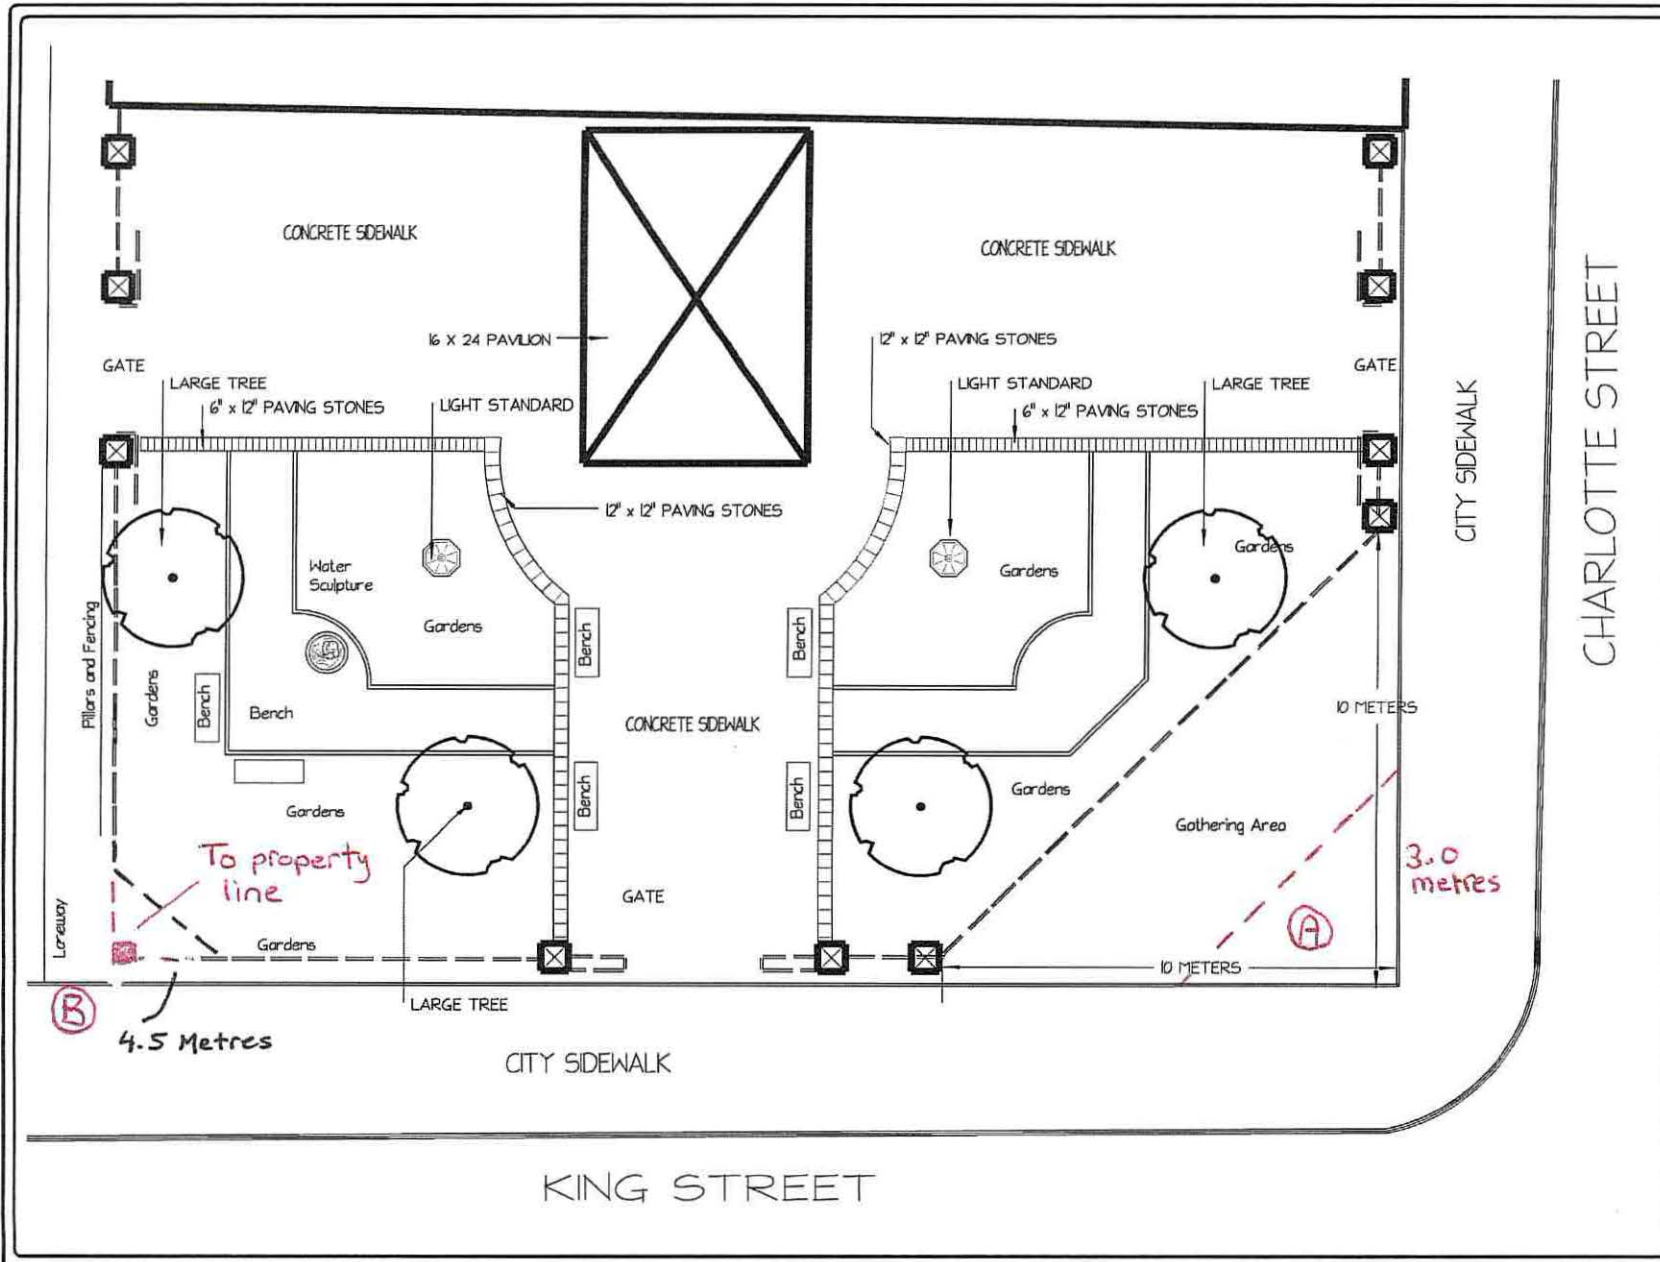 CONCRETE SIDEWALK
CONCRETE SIDEWALK
16 X 24 PAVILION
12" x 12" PAVING STONES
GATE
GATE
LARGE TREE
6" x 12" PAVING STONES
LIGHT STANDARD
LIGHT STANDARD
6" x 12" PAVING STONES
LARGE TREE
12" x 12" PAVING STONES
Water
Sculpture
Gardens
Gardens
Gardens
Pillars and Fencing
Gardens
Bench
Bench
Bench
Bench
CONCRETE SIDEWALK
10 METERS
Bench
Bench
Gardens
Gardens
Gathering Area
To property
line
3.0
metres
GATE
A
Laneway
Gardens
10 METERS
B
LARGE TREE
4.5 Metres
CITY SIDEWALK
CITY SIDEWALK
CHARLOTTE STREET
KING STREET